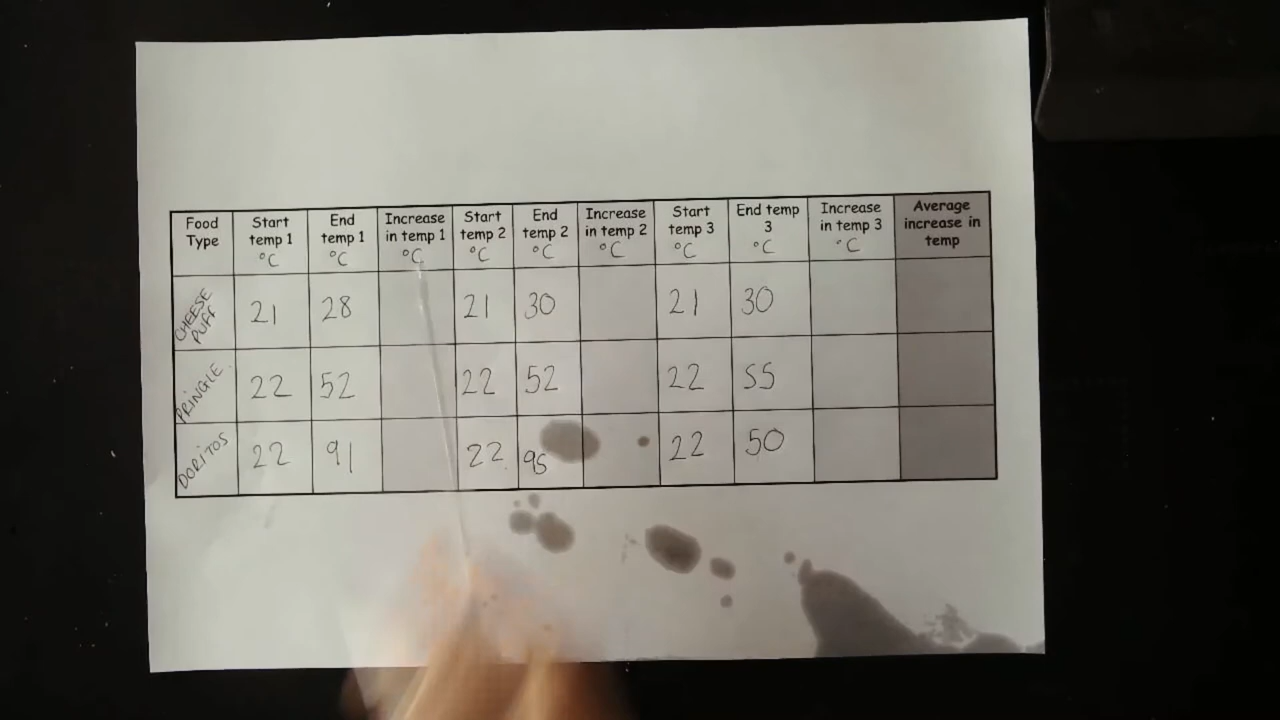 Food Type Start temp 1 °C End temp 1 °C Increase in temp 1 °C Start temp 2 °C End temp 2 °C Increase in temp 2 °C Start temp 3 °C End temp 3 °C Increase in temp 3 °C Average increase in temp
CHEESE PUFF 21 28 21 30 21 30
PRINGLE 22 52 22 52 22 55
DORITOS 22 91 22 95 22 50